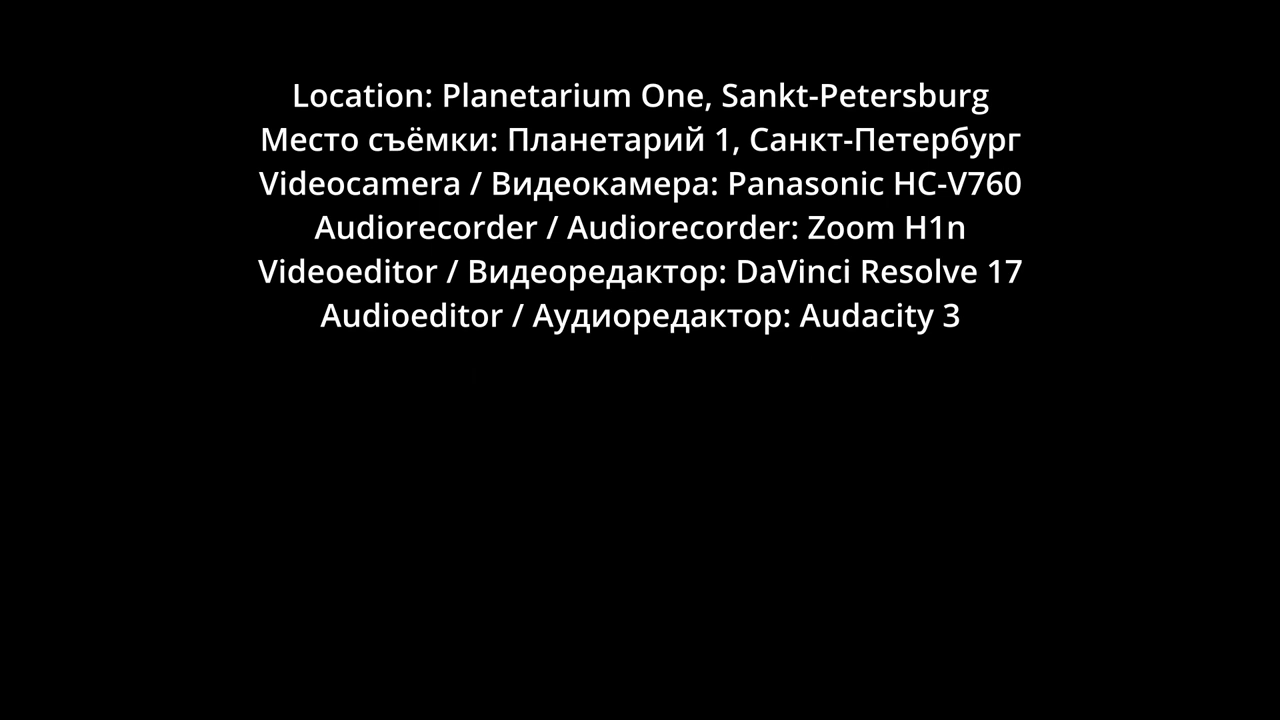 Location: Planetarium One, Sankt-Petersburg
Место съёмки: Планетарий 1, Санкт-Петербург
Videocamera / Видеокамера: Panasonic HC-V760
Audiorecorder / Audiorecorder: Zoom H1n
Videoeditor / Видеоредактор: DaVinci Resolve 17
Audioeditor / Аудиоредактор: Audacity 3